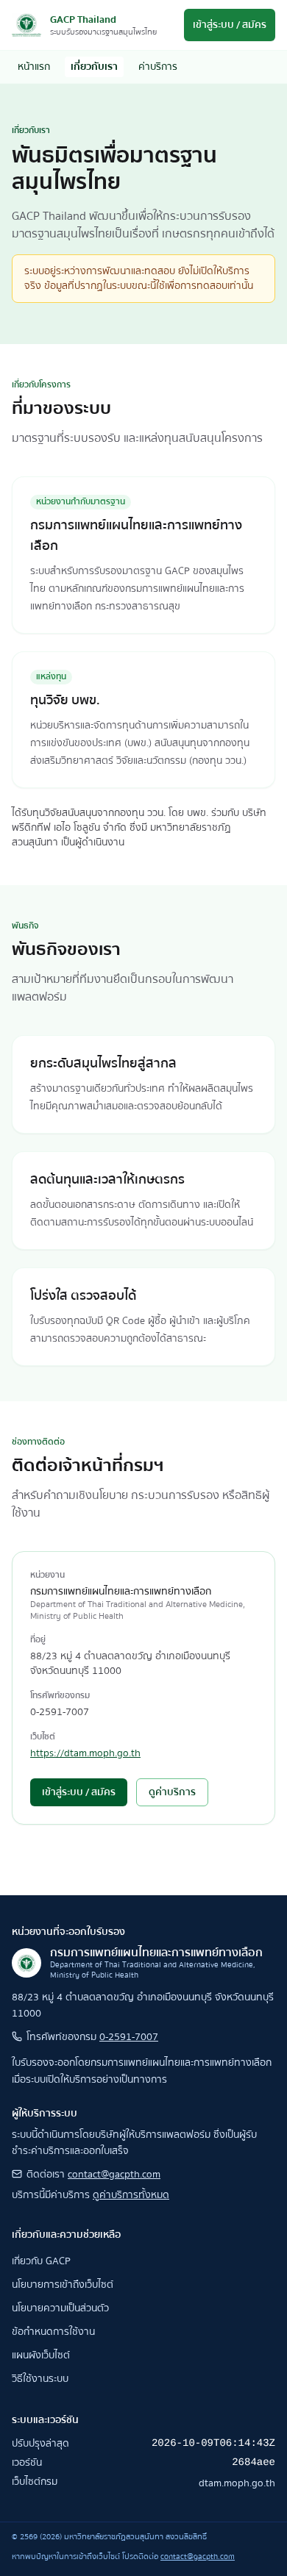 GACP Thailand
ระบบรับรองมาตรฐานสมุนไพรไทย
เข้าสู่ระบบ / สมัคร
หน้าแรก เกี่ยวกับเรา ค่าบริการ
เกี่ยวกับเรา
พันธมิตรเพื่อมาตรฐาน
สมุนไพรไทย
GACP Thailand พัฒนาขึ้นเพื่อให้กระบวนการรับรอง
มาตรฐานสมุนไพรไทยเป็นเรื่องที่ เกษตรกรทุกคนเข้าถึงได้
ระบบอยู่ระหว่างการพัฒนาและทดสอบ ยังไม่เปิดให้บริการ
จริง ข้อมูลที่ปรากฏในระบบขณะนี้ใช้เพื่อการทดสอบเท่านั้น
เกี่ยวกับโครงการ
ที่มาของระบบ
มาตรฐานที่ระบบรองรับ และแหล่งทุนสนับสนุนโครงการ
หน่วยงานกำกับมาตรฐาน
กรมการแพทย์แผนไทยและการแพทย์ทาง
เลือก
ระบบสำหรับการรับรองมาตรฐาน GACP ของสมุนไพร
ไทย ตามหลักเกณฑ์ของกรมการแพทย์แผนไทยและการ
แพทย์ทางเลือก กระทรวงสาธารณสุข
แหล่งทุน
ทุนวิจัย บพข.
หน่วยบริหารและจัดการทุนด้านการเพิ่มความสามารถใน
การแข่งขันของประเทศ (บพข.) สนับสนุนทุนจากกองทุน
ส่งเสริมวิทยาศาสตร์ วิจัยและนวัตกรรม (กองทุน ววน.)
ได้รับทุนวิจัยสนับสนุนจากกองทุน ววน. โดย บพข. ร่วมกับ บริษัท
พรีดิกทีฟ เอไอ โซลูชัน จำกัด ซึ่งมี มหาวิทยาลัยราชภัฏ
สวนสุนันทา เป็นผู้ดำเนินงาน
พันธกิจ
พันธกิจของเรา
สามเป้าหมายที่ทีมงานยึดเป็นกรอบในการพัฒนา
แพลตฟอร์ม
ยกระดับสมุนไพรไทยสู่สากล
สร้างมาตรฐานเดียวกันทั่วประเทศ ทำให้ผลผลิตสมุนไพร
ไทยมีคุณภาพสม่ำเสมอและตรวจสอบย้อนกลับได้
ลดต้นทุนและเวลาให้เกษตรกร
ลดขั้นตอนเอกสารกระดาษ ตัดการเดินทาง และเปิดให้
ติดตามสถานะการรับรองได้ทุกขั้นตอนผ่านระบบออนไลน์
โปร่งใส ตรวจสอบได้
ใบรับรองทุกฉบับมี QR Code ผู้ซื้อ ผู้นำเข้า และผู้บริโภค
สามารถตรวจสอบความถูกต้องได้สาธารณะ
ช่องทางติดต่อ
ติดต่อเจ้าหน้าที่กรมฯ
สำหรับคำถามเชิงนโยบาย กระบวนการรับรอง หรือสิทธิผู้
ใช้งาน
หน่วยงาน
กรมการแพทย์แผนไทยและการแพทย์ทางเลือก
Department of Thai Traditional and Alternative Medicine,
Ministry of Public Health
ที่อยู่
88/23 หมู่ 4 ตำบลตลาดขวัญ อำเภอเมืองนนทบุรี
จังหวัดนนทบุรี 11000
โทรศัพท์ของกรม
0-2591-7007
เว็บไซต์
https://dtam.moph.go.th
เข้าสู่ระบบ / สมัคร ดูค่าบริการ
หน่วยงานที่จะออกใบรับรอง
กรมการแพทย์แผนไทยและการแพทย์ทางเลือก
Department of Thai Traditional and Alternative Medicine,
Ministry of Public Health
88/23 หมู่ 4 ตำบลตลาดขวัญ อำเภอเมืองนนทบุรี จังหวัดนนทบุรี
11000
โทรศัพท์ของกรม 0-2591-7007
ใบรับรองจะออกโดยกรมการแพทย์แผนไทยและการแพทย์ทางเลือก
เมื่อระบบเปิดให้บริการอย่างเป็นทางการ
ผู้ให้บริการระบบ
ระบบนี้ดำเนินการโดยบริษัทผู้ให้บริการแพลตฟอร์ม ซึ่งเป็นผู้รับ
ชำระค่าบริการและออกใบเสร็จ
ติดต่อเรา contact@gacpth.com
บริการนี้มีค่าบริการ ดูค่าบริการทั้งหมด
เกี่ยวกับและความช่วยเหลือ
เกี่ยวกับ GACP
นโยบายการเข้าถึงเว็บไซต์
นโยบายความเป็นส่วนตัว
ข้อกำหนดการใช้งาน
แผนผังเว็บไซต์
วิธีใช้งานระบบ
ระบบและเวอร์ชัน
ปรับปรุงล่าสุด 2026-10-09T06:14:43Z
เวอร์ชัน 2684aee
เว็บไซต์กรม dtam.moph.go.th
© 2569 (2026) มหาวิทยาลัยราชภัฏสวนสุนันทา สงวนลิขสิทธิ์
หากพบปัญหาในการเข้าถึงเว็บไซต์ โปรดติดต่อ contact@gacpth.com